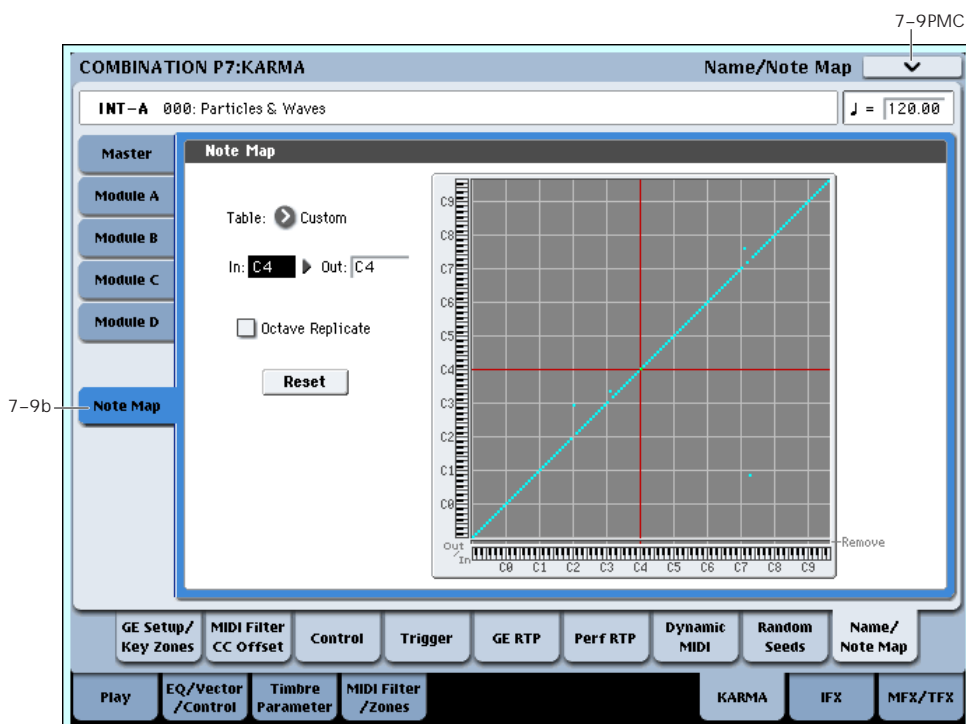 7-9PMC
COMBINATION P7:KARMA
Name/Note Map
INT-A 000: Particles & Waves
♩ = 120.00
Master
Module A
Module B
Module C
Module D
7-9b
Note Map
Note Map
Table: Custom
In: C4 Out: C4
Octave Replicate
Reset
C9
C8
C7
C6
C5
C4
C3
C2
C1
C0
Out
/In
Remove
C0 C1 C2 C3 C4 C5 C6 C7 C8 C9
GE Setup/
Key Zones
MIDI Filter
CC Offset
Control
Trigger
GE RTP
Perf RTP
Dynamic
MIDI
Random
Seeds
Name/
Note Map
Play
EQ/Vector
/Control
Timbre
Parameter
MIDI Filter
/Zones
KARMA
IFX
MFX/TFX